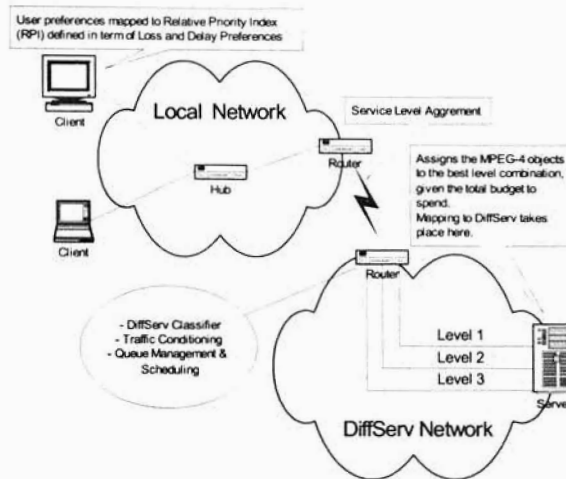 User preferences mapped to Relative Priority Index
(RPI) defined in term of Loss and Delay Preferences
Client
Local Network
Service Level Aggrement
Router
Hub
Client
Assigns the MPEG-4 objects
to the best level combination,
given the total budget to
spend.
Mapping to DiffServ takes
place here.
Router
- DiffServ Classifier
- Traffic Conditioning
- Queue Management &
Scheduling
Level 1
Level 2
Level 3
Server
DiffServ Network